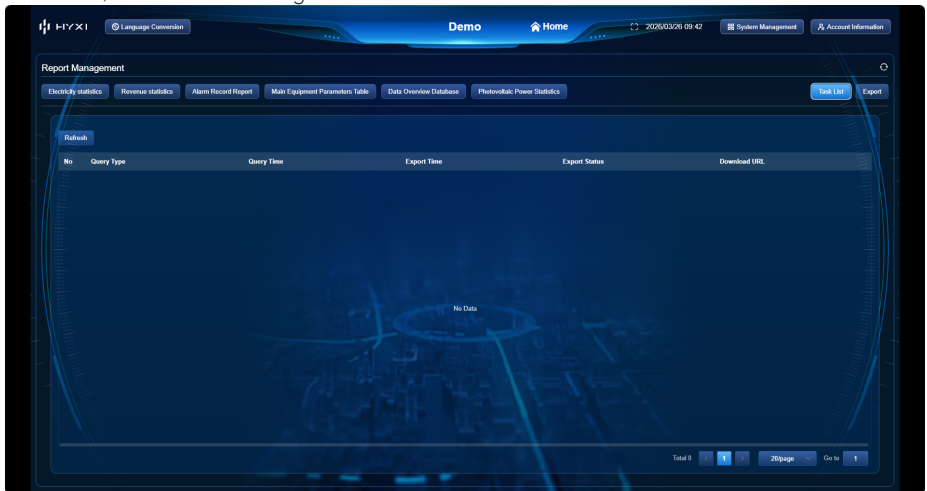 HYXI
Language Conversion
Demo
Home
2026/03/26 09:42
System Management
Account Information
Report Management
Electricity statistics
Revenue statistics
Alarm Record Report
Main Equipment Parameters Table
Data Overview Database
Photovoltaic Power Statistics
Task List
Export
Refresh
No Query Type Query Time Export Time Export Status Download URL
No Data
Total 0
1
20/page
Go to
1